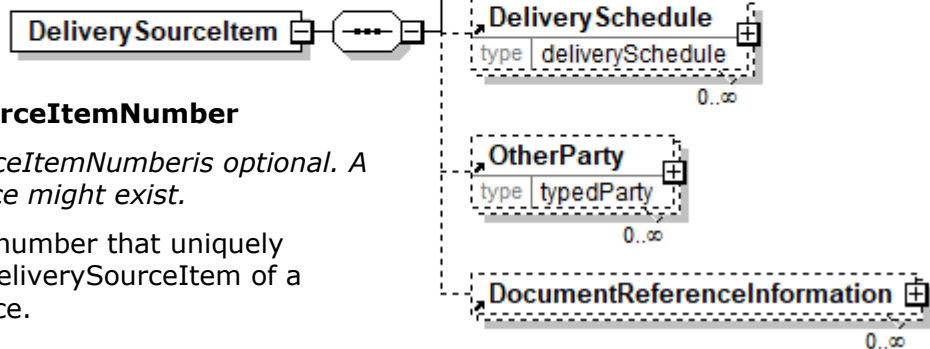 DeliverySourceItem
DeliverySchedule
type deliverySchedule
0..∞
rceItemNumber
ceItemNumberis optional. A
ce might exist.
number that uniquely
eliverySourceItem of a
ce.
OtherParty
type typedParty
0..∞
DocumentReferenceInformation
0..∞